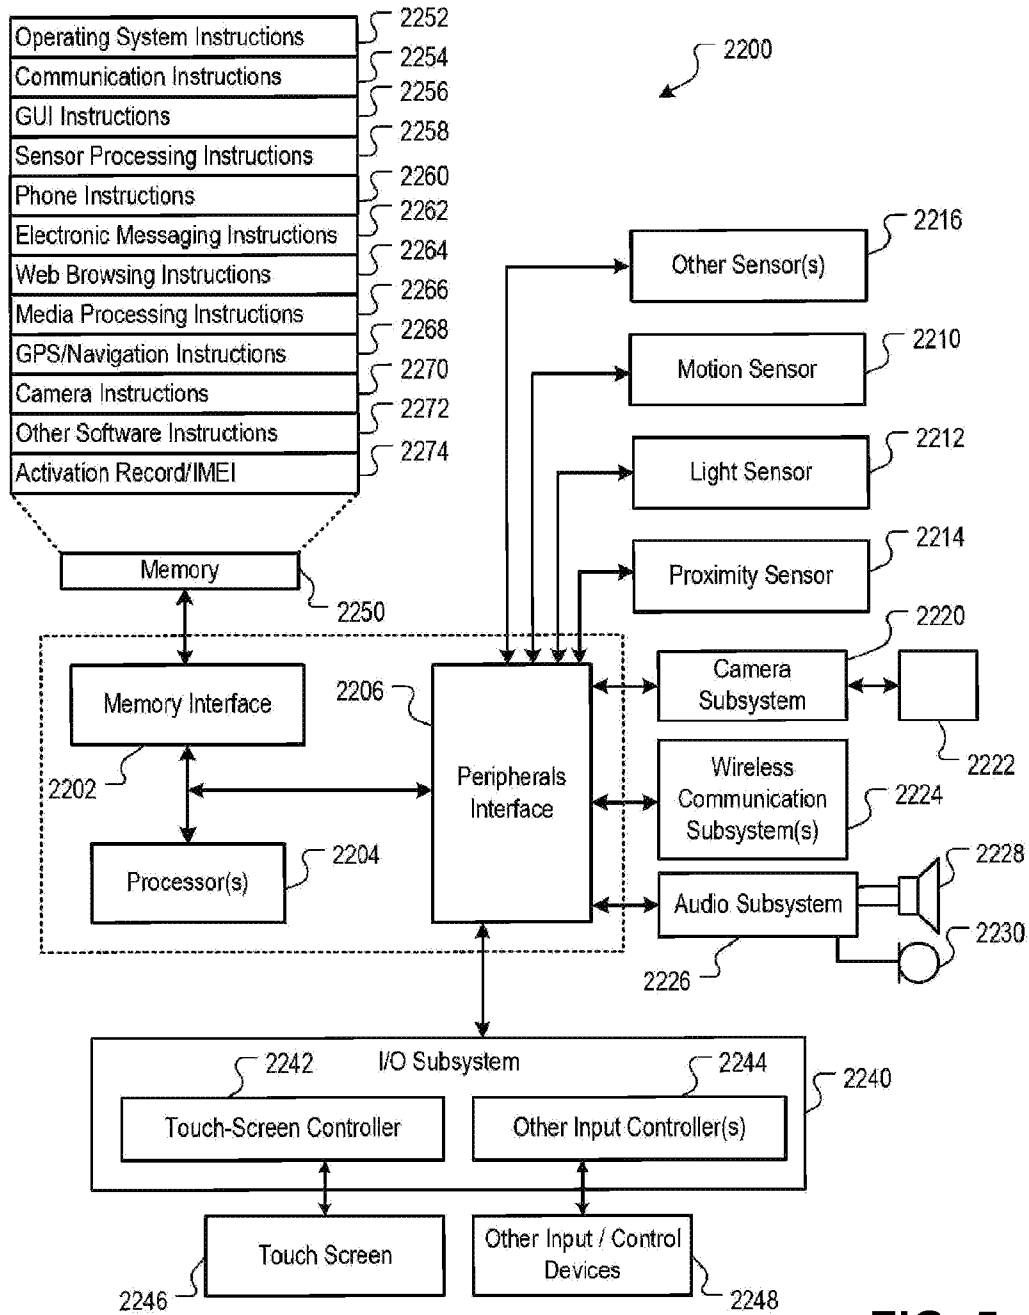 2252
Operating System Instructions
2254
Communication Instructions
2256
GUI Instructions
2258
Sensor Processing Instructions
2260
Phone Instructions
2262
Electronic Messaging Instructions
2264
Web Browsing Instructions
2266
Media Processing Instructions
2268
GPS/Navigation Instructions
2270
Camera Instructions
2272
Other Software Instructions
2274
Activation Record/IMEI
2200
2216
Other Sensor(s)
2210
Motion Sensor
2212
Light Sensor
2214
Proximity Sensor
Memory
2250
2220
Camera
Subsystem
2222
Memory Interface
2202
2206
Peripherals
Interface
Wireless
Communication
Subsystem(s)
2224
2204
Processor(s)
2228
Audio Subsystem
2230
2226
I/O Subsystem
2242
2244
2240
Touch-Screen Controller
Other Input Controller(s)
Touch Screen
Other Input / Control
Devices
2246
2248